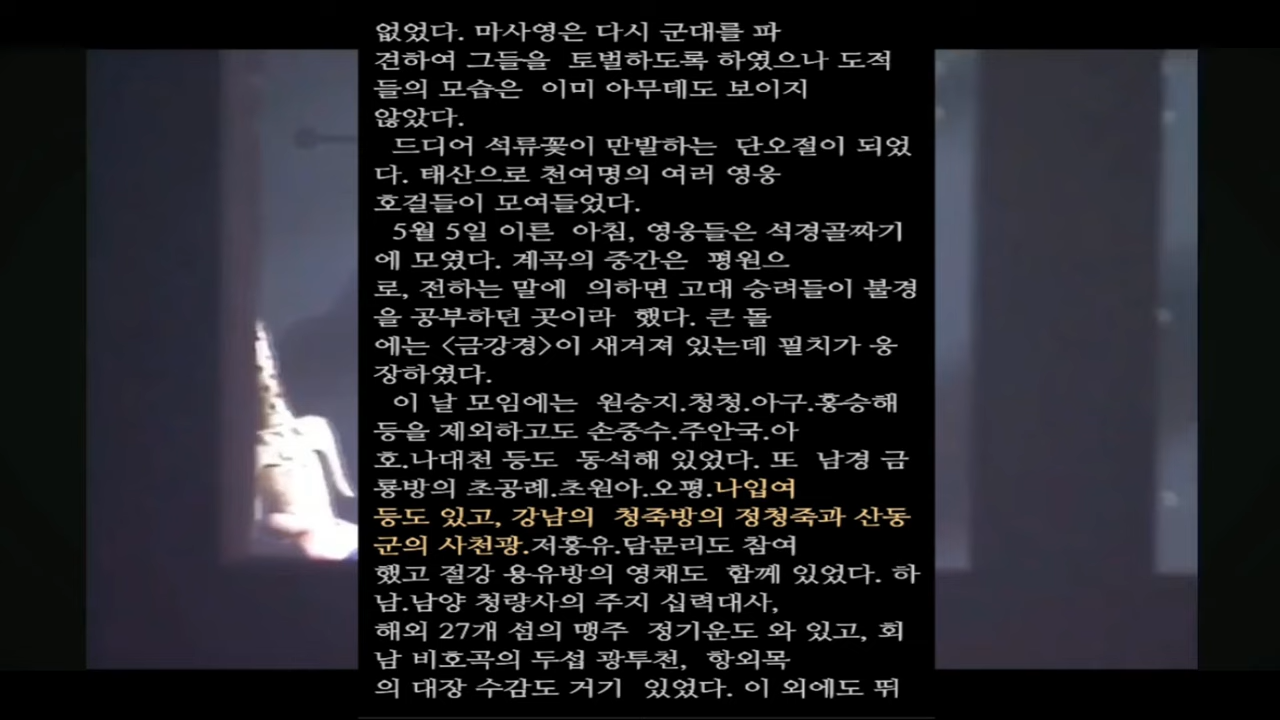 없었다. 마사영은 다시 군대를 파
견하여 그들을 토벌하도록 하였으나 도적
들의 모습은 이미 아무데도 보이지
않았다.
드디어 석류꽃이 만발하는 단오절이 되었
다. 태산으로 천여명의 여러 영웅
호걸들이 모여들었다.
5월 5일 이른 아침, 영웅들은 석경골짜기
에 모였다. 계곡의 중간은 평원으
로, 전하는 말에 의하면 고대 승려들이 불경
을 공부하던 곳이라 했다. 큰 돌
에는 <금강경>이 새겨져 있는데 필치가 웅
장하였다.
이 날 모임에는 원승지.청청.아구.홍승해
등을 제외하고도 손중수.주안국.아
호.나대천 등도 동석해 있었다. 또 남경 금
룡방의 초공례.초원아.오평.나입여
등도 있고, 강남의 청죽방의 정청죽과 산동
군의 사천광.저홍유.담문리도 참여
했고 절강 용유방의 영채도 함께 있었다. 하
남.남양 청량사의 주지 십력대사,
해외 27개 섬의 맹주 정기운도 와 있고, 회
남 비호곡의 두섭 광투천, 항외목
의 대장 수감도 거기 있었다. 이 외에도 뛰